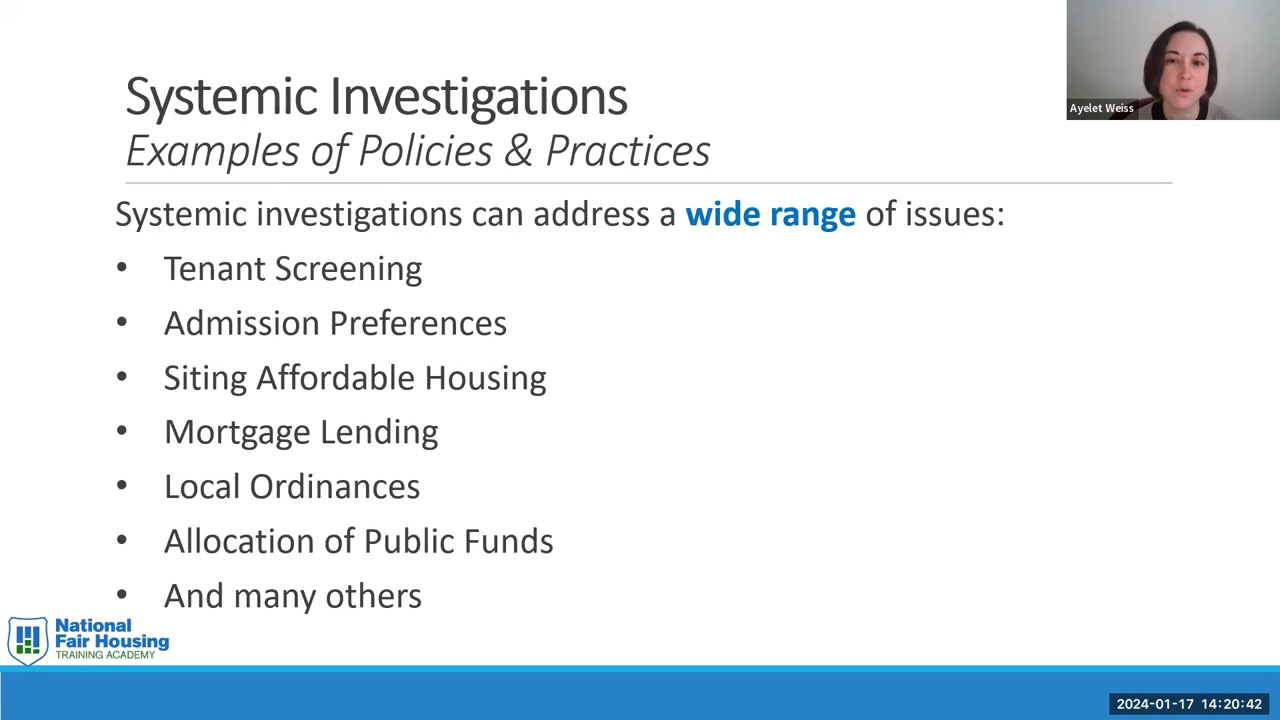 Systemic Investigations
Examples of Policies & Practices
Ayelet Weiss
Systemic investigations can address a wide range of issues:
• Tenant Screening
• Admission Preferences
• Siting Affordable Housing
• Mortgage Lending
• Local Ordinances
• Allocation of Public Funds
• And many others
National
Fair Housing
TRAINING ACADEMY
2024-01-17 14:20:42